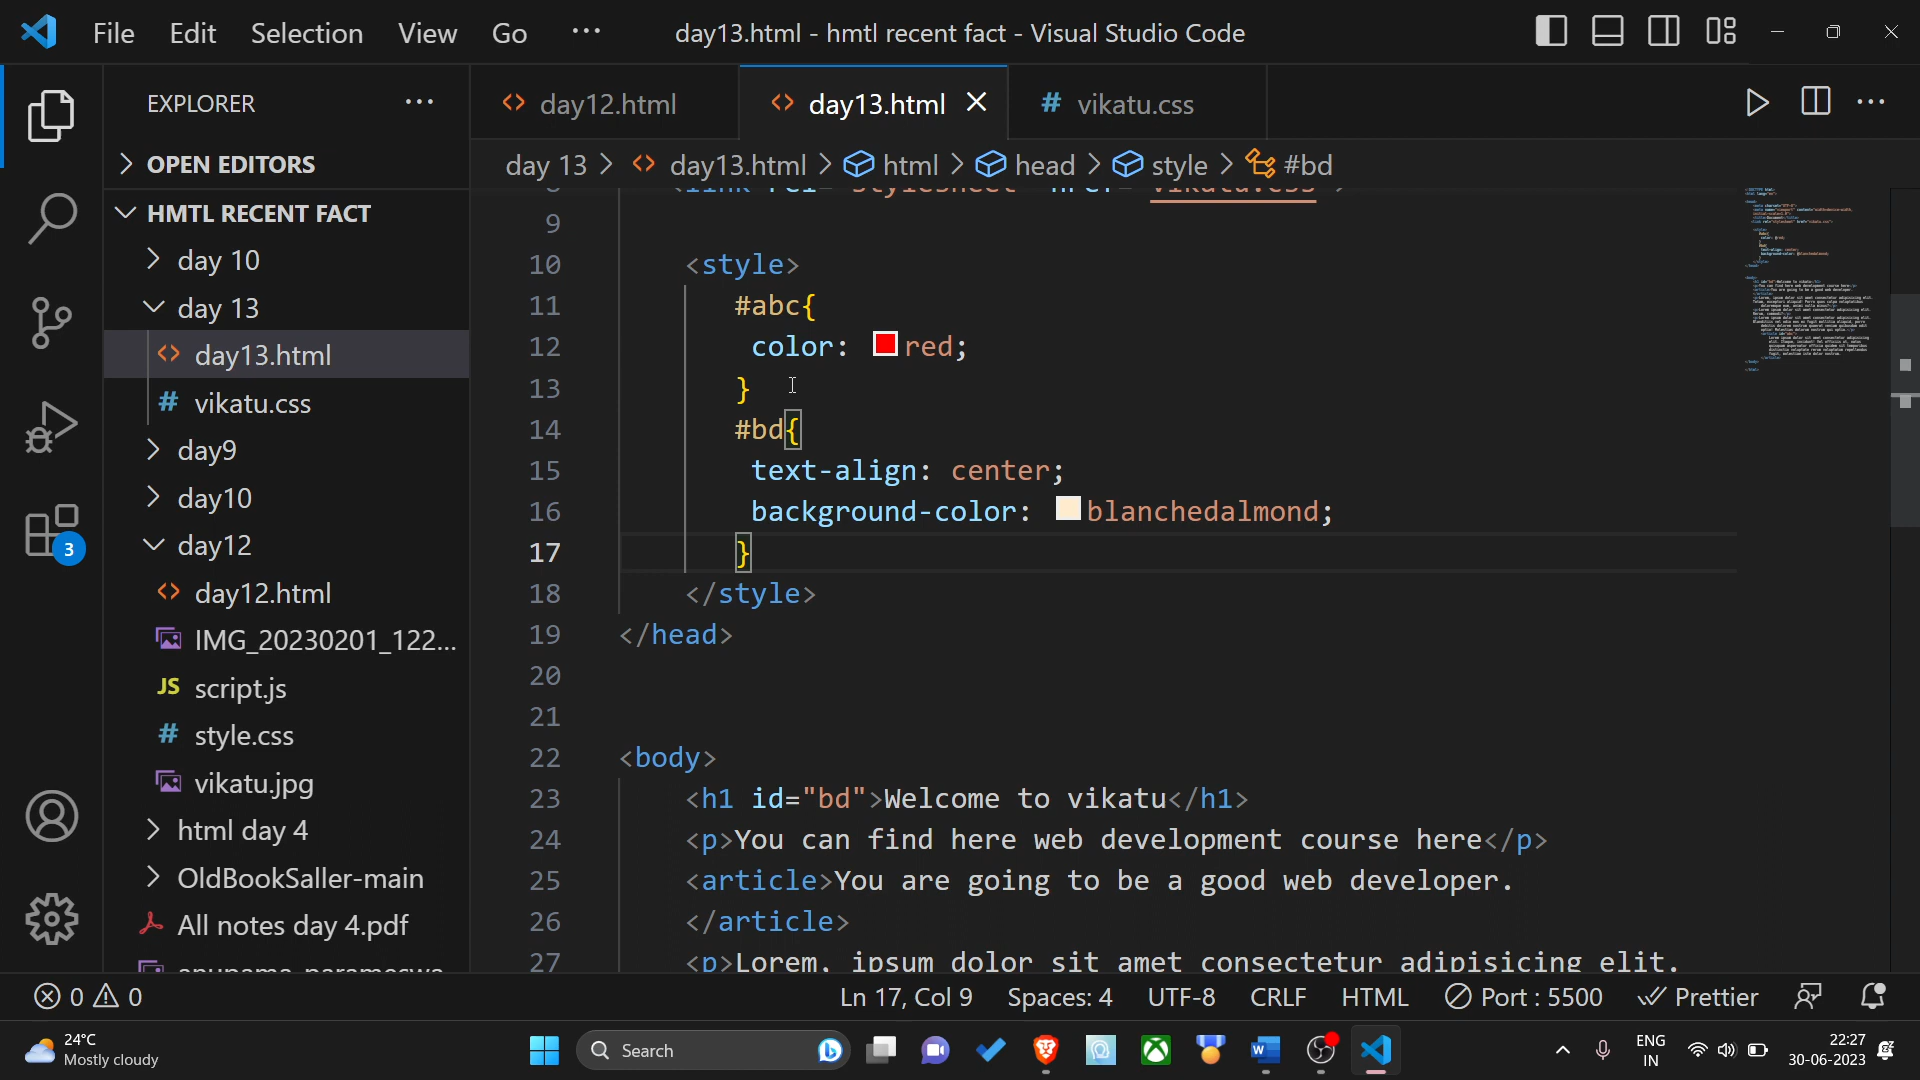 File Edit Selection View Go ··· day13.html - hmtl recent fact - Visual Studio Code
EXPLORER ···
OPEN EDITORS
HMTL RECENT FACT
day 10
day 13
day13.html
# vikatu.css
day9
day10
day12
day12.html
IMG_20230201_122...
JS script.js
# style.css
vikatu.jpg
html day 4
OldBookSaller-main
All notes day 4.pdf
3
day12.html day13.html # vikatu.css
day 13 > day13.html > html > head > style > #bd
9
10 <style>
11 #abc{
12 color: red;
13 }
14 #bd{
15 text-align: center;
16 background-color: blanchedalmond;
17 }
18 </style>
19 </head>
20
21
22 <body>
23 <h1 id="bd">Welcome to vikatu</h1>
24 <p>You can find here web development course here</p>
25 <article>You are going to be a good web developer.
26 </article>
27 <p>Lorem, ipsum dolor sit amet consectetur adipisicing elit.
0 0 Ln 17, Col 9 Spaces: 4 UTF-8 CRLF HTML Port : 5500 Prettier
24°C
Mostly cloudy
Search
ENG
IN
22:27
30-06-2023